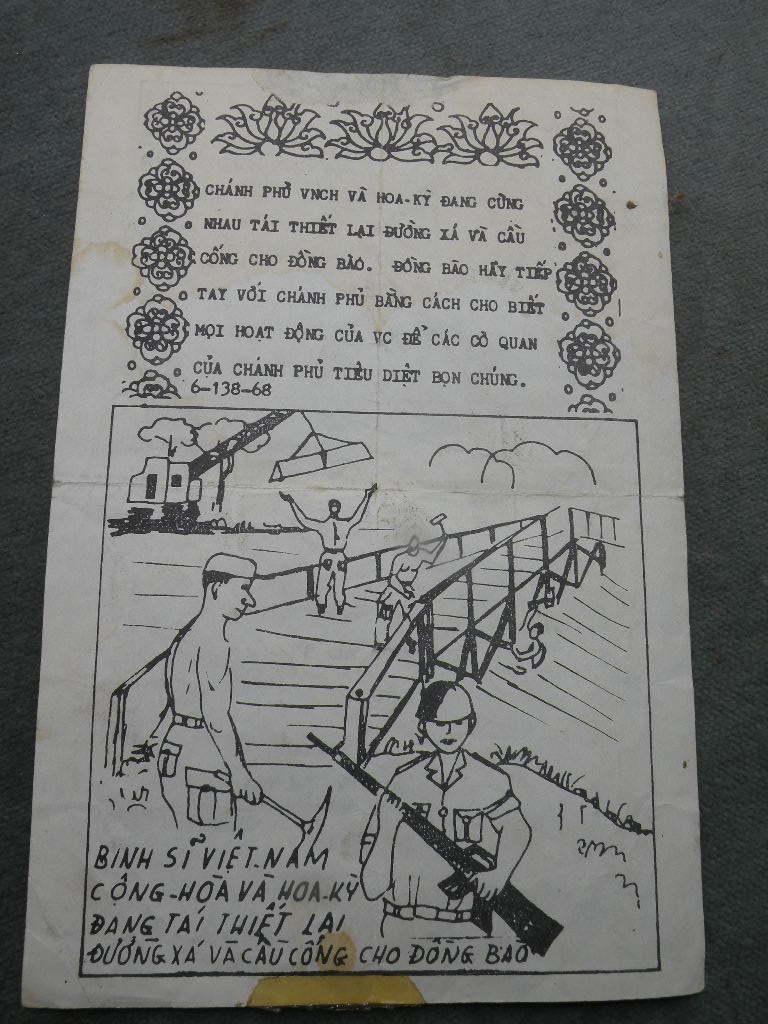 CHÁNH PHỦ VNCH VÀ HOA-KỲ ĐANG CÙNG
NHAU TÁI THIẾT LẠI ĐƯỜNG XÁ VÀ CẦU
CỐNG CHO ĐỒNG BÀO. ĐỒNG BÀO HÃY TIẾP
TAY VỚI CHÁNH PHỦ BẰNG CÁCH CHO BIẾT
MỌI HOẠT ĐỘNG CỦA VC ĐỂ CÁC CƠ QUAN
CỦA CHÁNH PHỦ TIÊU DIỆT BỌN CHÚNG.
6-138-68
BINH SĨ VIỆT.NAM
CỘNG-HÒA VÀ HOA-KỲ
ĐANG TÁI THIẾT LẠI
ĐƯỜNG XÁ VÀ CẦU CỐNG CHO ĐỒNG BÀO